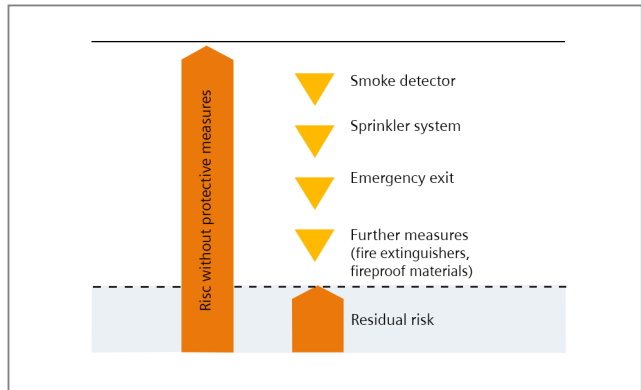 Risc without protective measures
Smoke detector
Sprinkler system
Emergency exit
Further measures
(fire extinguishers,
fireproof materials)
Residual risk